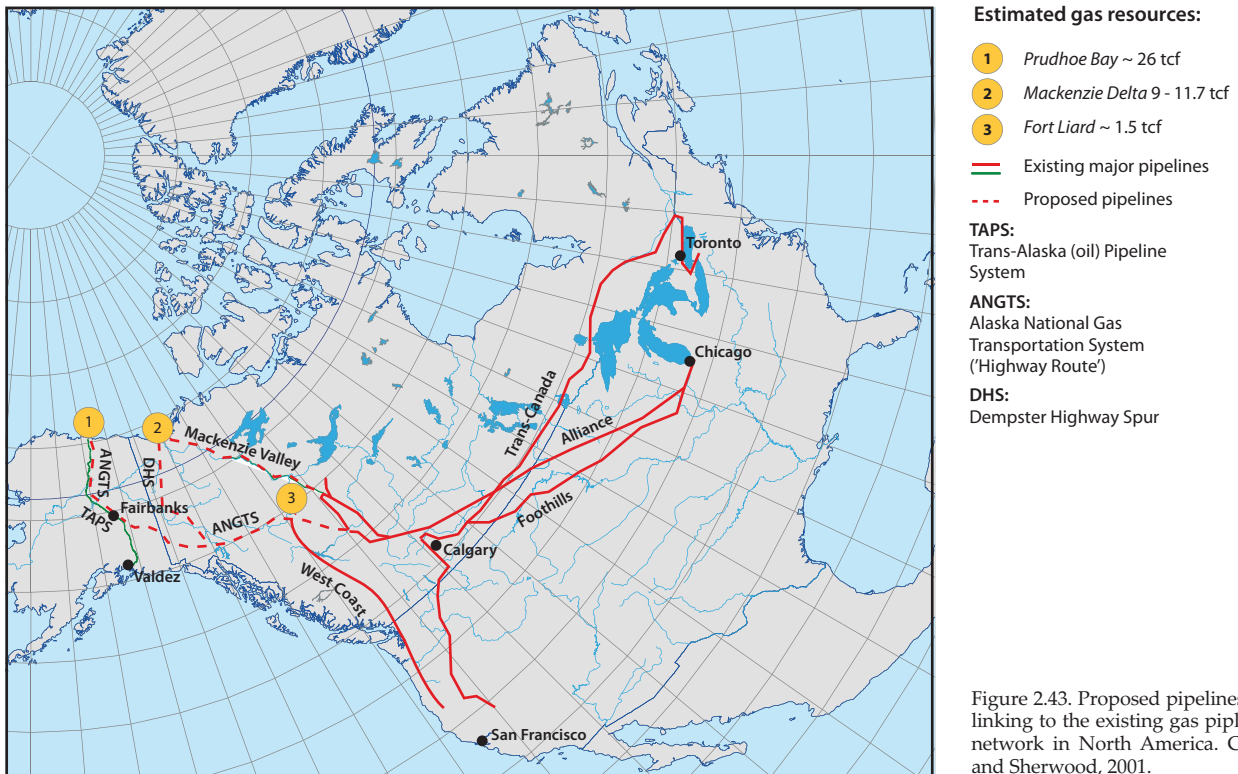 Estimated gas resources:
1 Prudhoe Bay ~ 26 tcf
2 Mackenzie Delta 9 - 11.7 tcf
3 Fort Liard ~ 1.5 tcf
Existing major pipelines
Proposed pipelines
TAPS:
Trans-Alaska (oil) Pipeline
System
ANGTS:
Alaska National Gas
Transportation System
('Highway Route')
DHS:
Dempster Highway Spur
Toronto
Chicago
Trans-Canada
Alliance
Foothills
1
2
Mackenzie Valley
ANGTS
DHS
3
Fairbanks
TAPS
ANGTS
Calgary
Valdez
West Coast
San Francisco
Figure 2.43. Proposed pipelines
linking to the existing gas
network in North America.
and Sherwood, 2001.